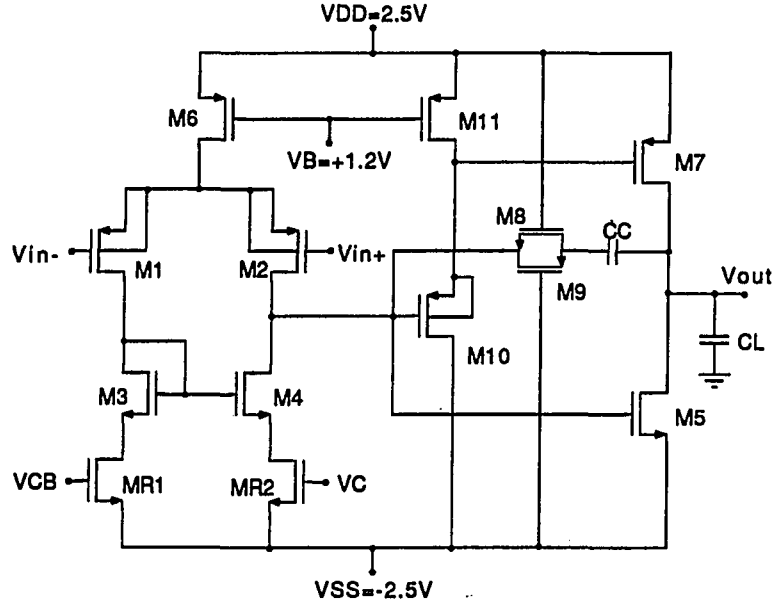 VDD=2.5V
M6
M11
VB=+1.2V
M7
M8
CC
Vin-
M1
M2
Vin+
M9
Vout
M10
CL
M3
M4
M5
VCB
MR1
MR2
VC
VSS=-2.5V